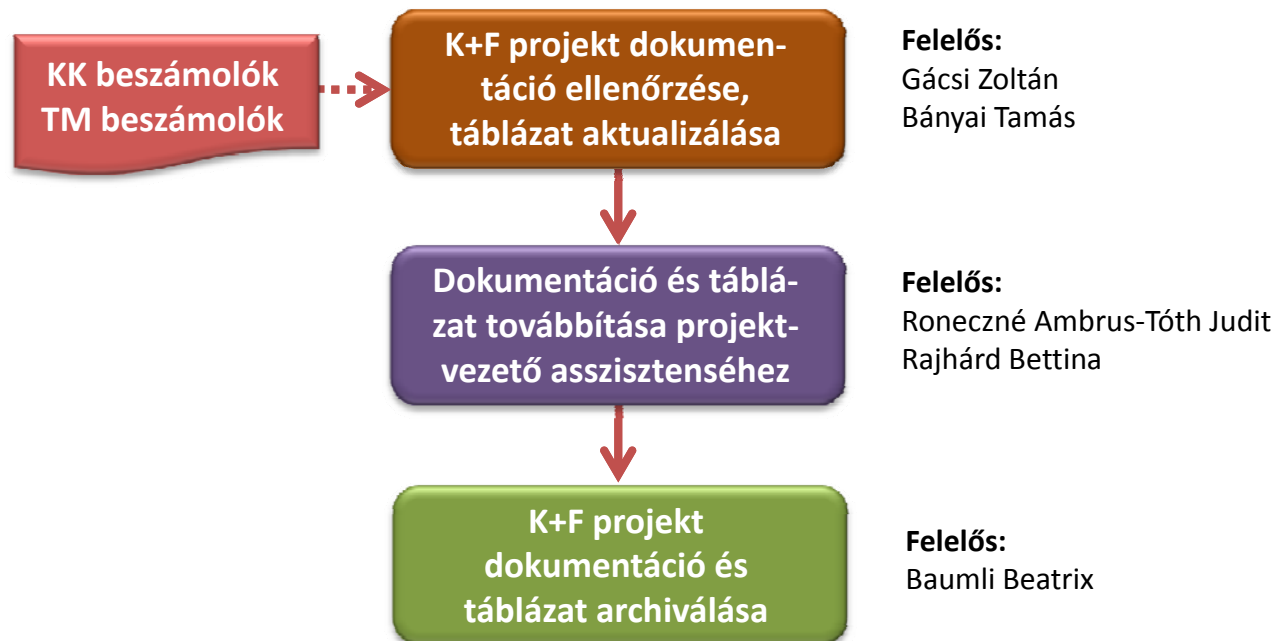 KK beszámolók
TM beszámolók
K+F projekt dokumen-
táció ellenőrzése,
táblázat aktualizálása
Felelős:
Gácsi Zoltán
Bányai Tamás
Dokumentáció és táblá-
zat továbbítása projekt-
vezető asszisztenséhez
Felelős:
Roneczné Ambrus-Tóth Judit
Rajhárd Bettina
K+F projekt
dokumentáció és
táblázat archiválása
Felelős:
Baumli Beatrix